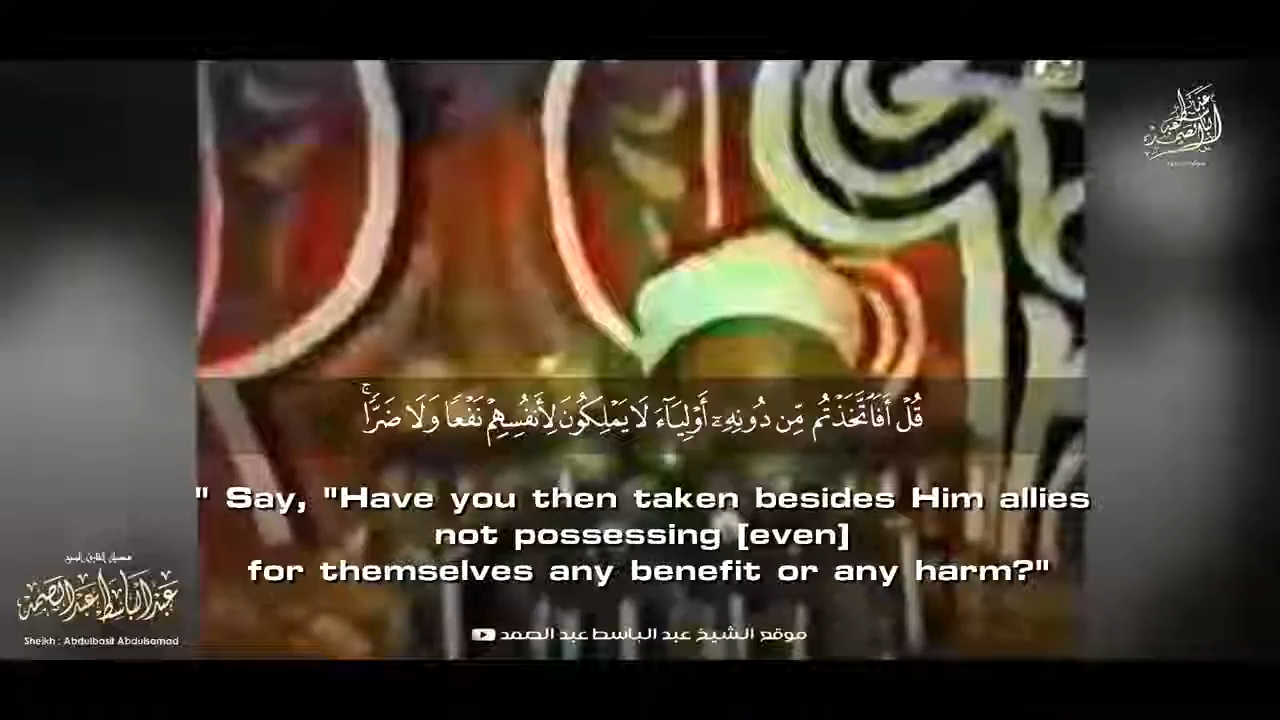 قُلْ أَفَاتَّخَذْتُم مِّن دُونِهِۦٓ أَوْلِيَآءَ لَا يَمْلِكُونَ لِأَنفُسِهِمْ نَفْعًا وَلَا ضَرًّا ۚ
" Say, "Have you then taken besides Him allies
not possessing [even]
for themselves any benefit or any harm?"
موقع الشيخ عبد الباسط عبد الصمد
عبد الباسط عبد الصمد
Sheikh : Abdulbasit Abdulsamad